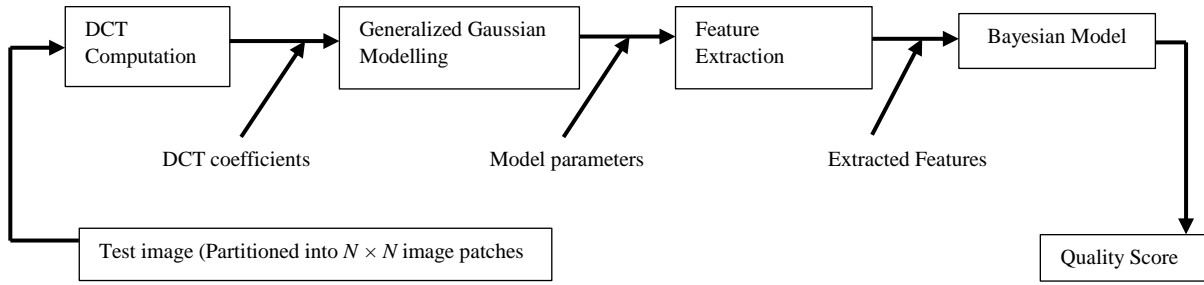 DCT
Computation
Generalized Gaussian
Modelling
Feature
Extraction
Bayesian Model
DCT coefficients
Model parameters
Extracted Features
Test image (Partitioned into N × N image patches
Quality Score